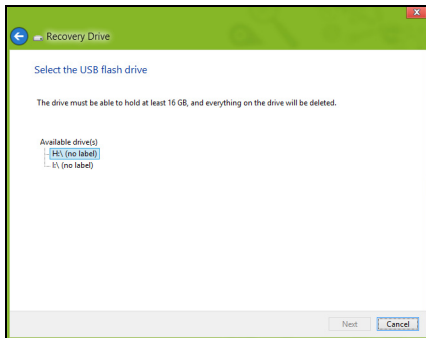 Recovery Drive
Select the USB flash drive
The drive must be able to hold at least 16 GB, and everything on the drive will be deleted.
Available drive(s)
H:\ (no label)
I:\ (no label)
Next
Cancel